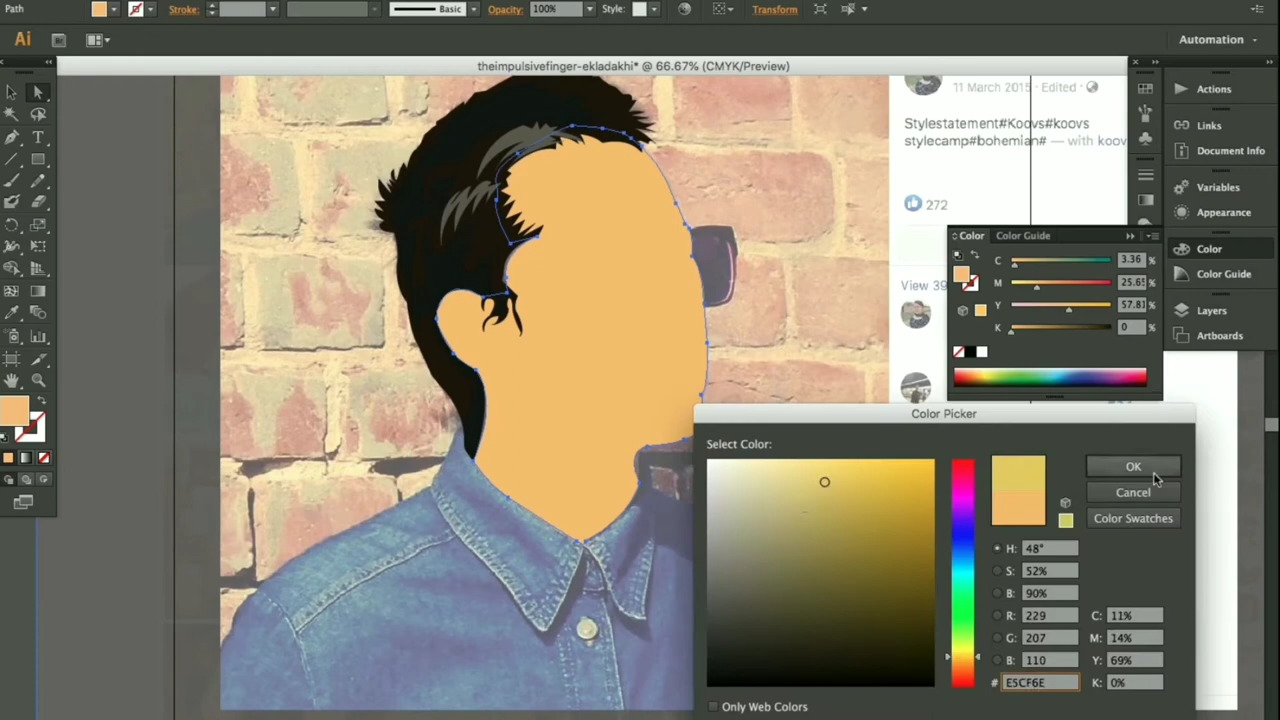 Path
Stroke:
Basic
Opacity: 100%
Style:
Transform
Ai
Br
Automation
theimpulsivefinger-ekladakhi* @ 66.67% (CMYK/Preview)
11 March 2015 · Edited ·
Stylestatement#Koovs#koovs
stylecamp#bohemian# — with koov
272
View 39
Actions
Links
Document Info
Variables
Appearance
Color
Color Guide
Layers
Artboards
Color
Color Guide
C 3.36 %
M 25.65 %
Y 57.81 %
K 0 %
T
Color Picker
Select Color:
OK
Cancel
Color Swatches
H: 48°
S: 52%
B: 90%
R: 229
G: 207
B: 110
# E5CF6E
C: 11%
M: 14%
Y: 69%
K: 0%
Only Web Colors